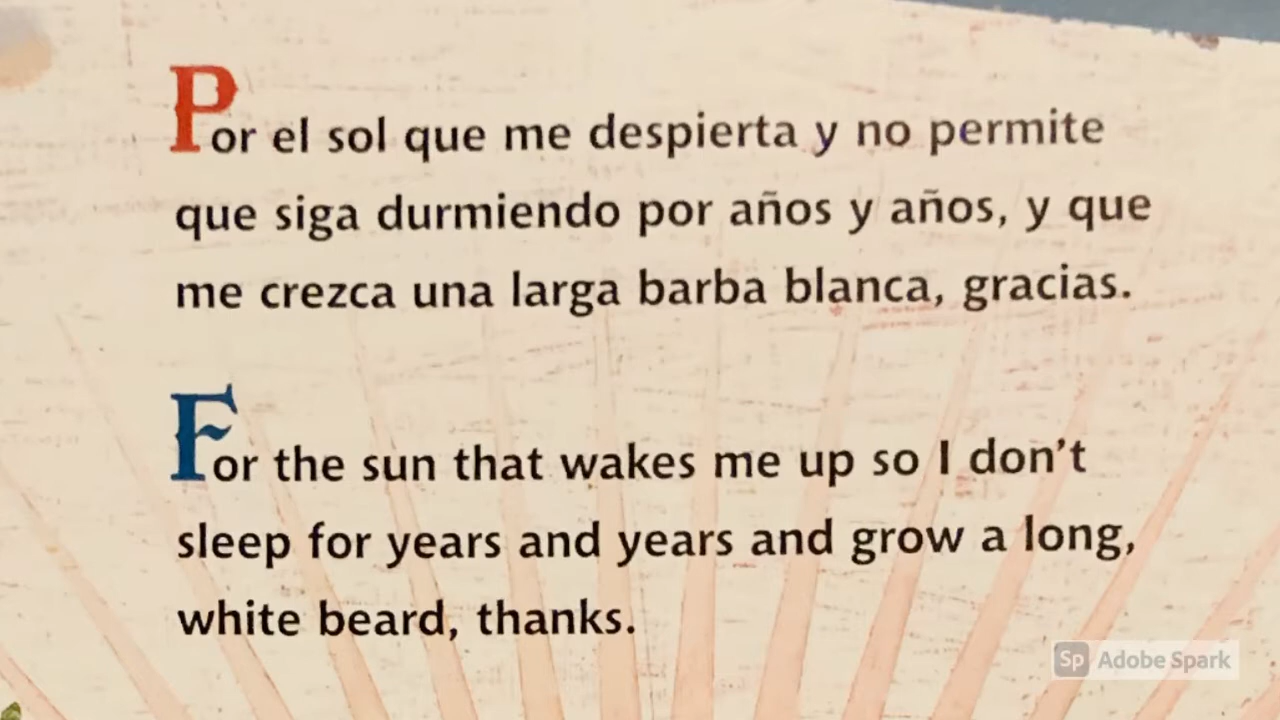 Por el sol que me despierta y no permite
que siga durmiendo por años y años, y que
me crezca una larga barba blanca, gracias.
For the sun that wakes me up so I don't
sleep for years and years and grow a long,
white beard, thanks.
Sp Adobe Spark